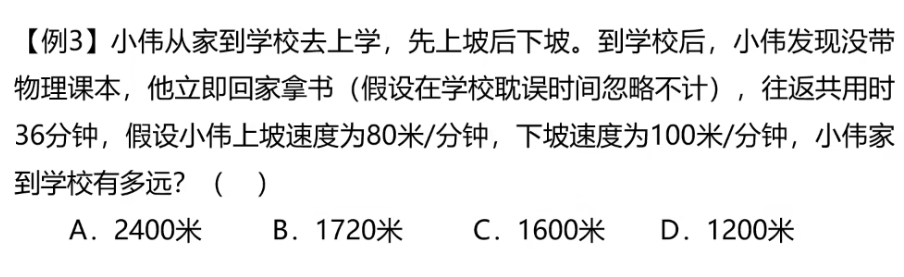 【例3】小伟从家到学校去上学，先上坡后下坡。到学校后，小伟发现没带
物理课本，他立即回家拿书（假设在学校耽误时间忽略不计），往返共用时
36分钟，假设小伟上坡速度为80米/分钟，下坡速度为100米/分钟，小伟家
到学校有多远？（ ）
A．2400米 B．1720米 C．1600米 D．1200米